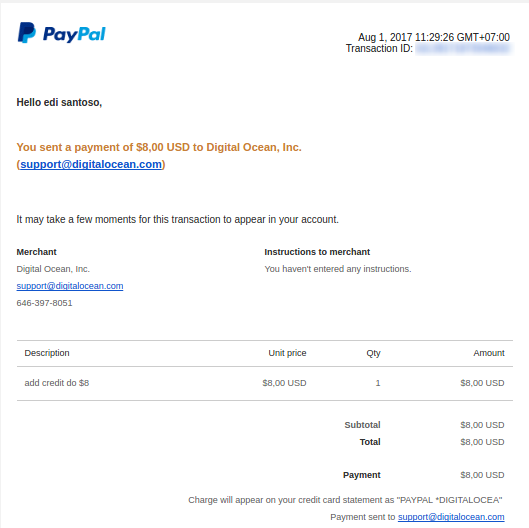 PayPal
Aug 1, 2017 11:29:26 GMT+07:00
Transaction ID:
Hello edi santoso,
You sent a payment of $8,00 USD to Digital Ocean, Inc.
(support@digitalocean.com)
It may take a few moments for this transaction to appear in your account.
Merchant
Instructions to merchant
Digital Ocean, Inc.
You haven't entered any instructions.
support@digitalocean.com
646-397-8051
Description Unit price Qty Amount
add credit do $8 $8,00 USD 1 $8,00 USD
Subtotal $8,00 USD
Total $8,00 USD
Payment $8,00 USD
Charge will appear on your credit card statement as "PAYPAL *DIGITALOCEA"
Payment sent to support@digitalocean.com